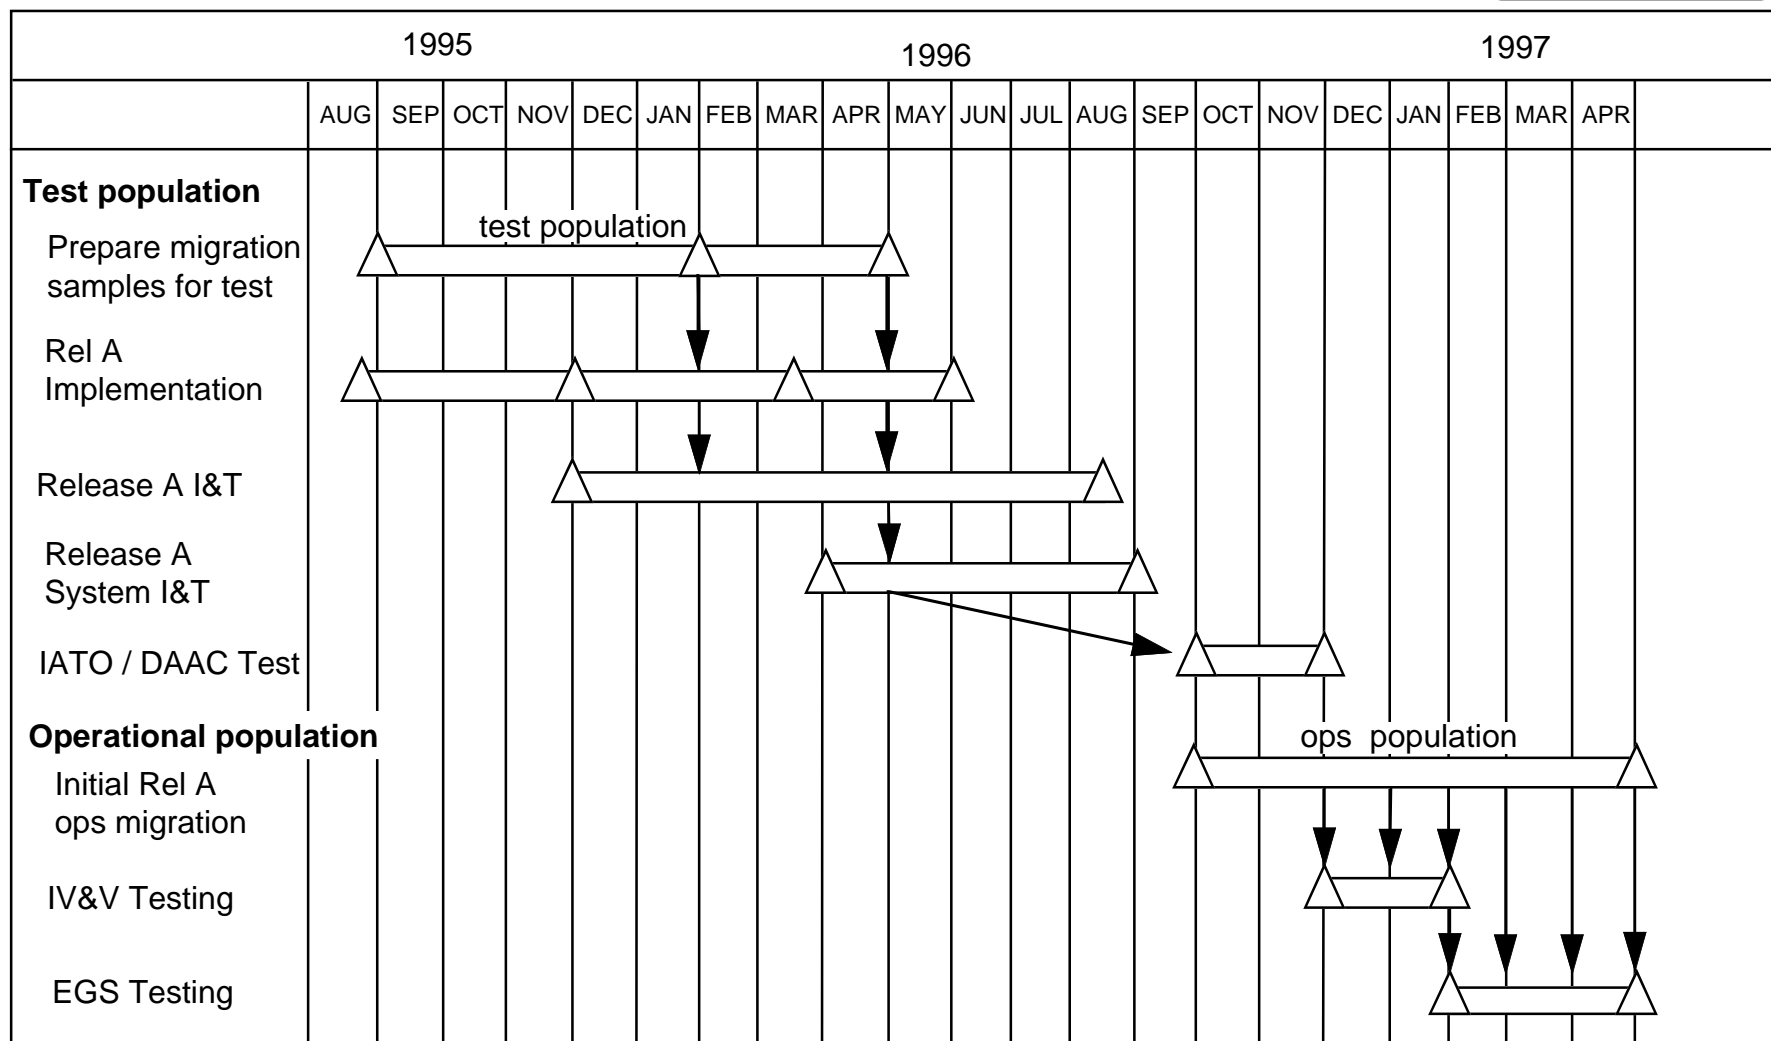 1995 1996 1997
AUG SEP OCT NOV DEC JAN FEB MAR APR MAY JUN JUL AUG SEP OCT NOV DEC JAN FEB MAR APR
Test population
test population
Prepare migration
samples for test
Rel A
Implementation
Release A I&T
Release A
System I&T
IATO / DAAC Test
Operational population
ops population
Initial Rel A
ops migration
IV&V Testing
EGS Testing